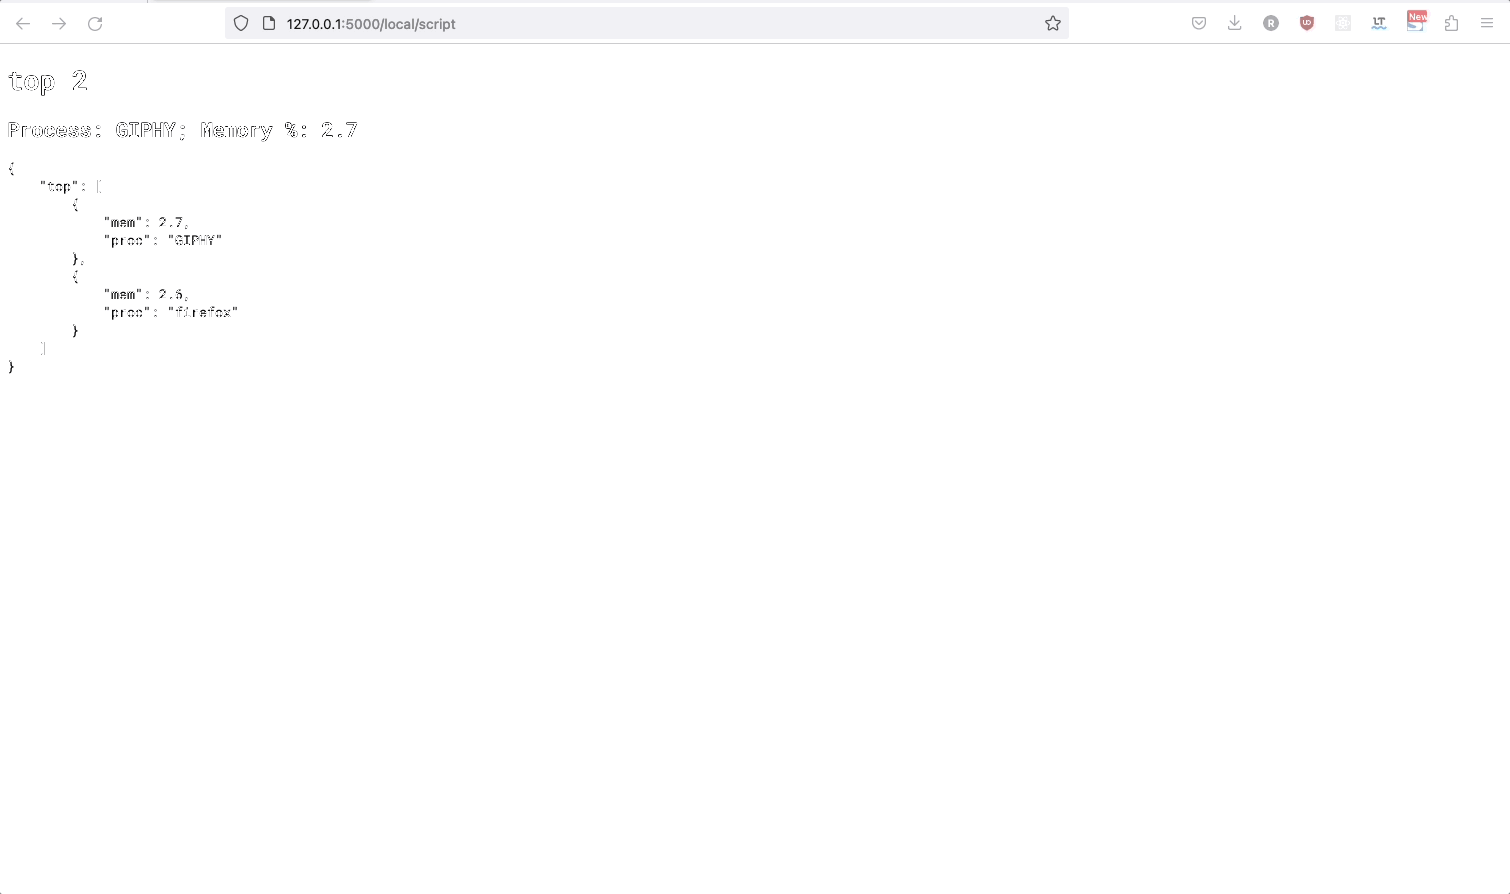 127.0.0.1:5000/local/script
R
UO
LT
New
top 2
Process: GIPHY; Memory %: 2.7
{
    "top": [
        {
            "mem": 2.7,
            "proc": "GIPHY"
        },
        {
            "mem": 2.6,
            "proc": "firefox"
        }
    ]
}